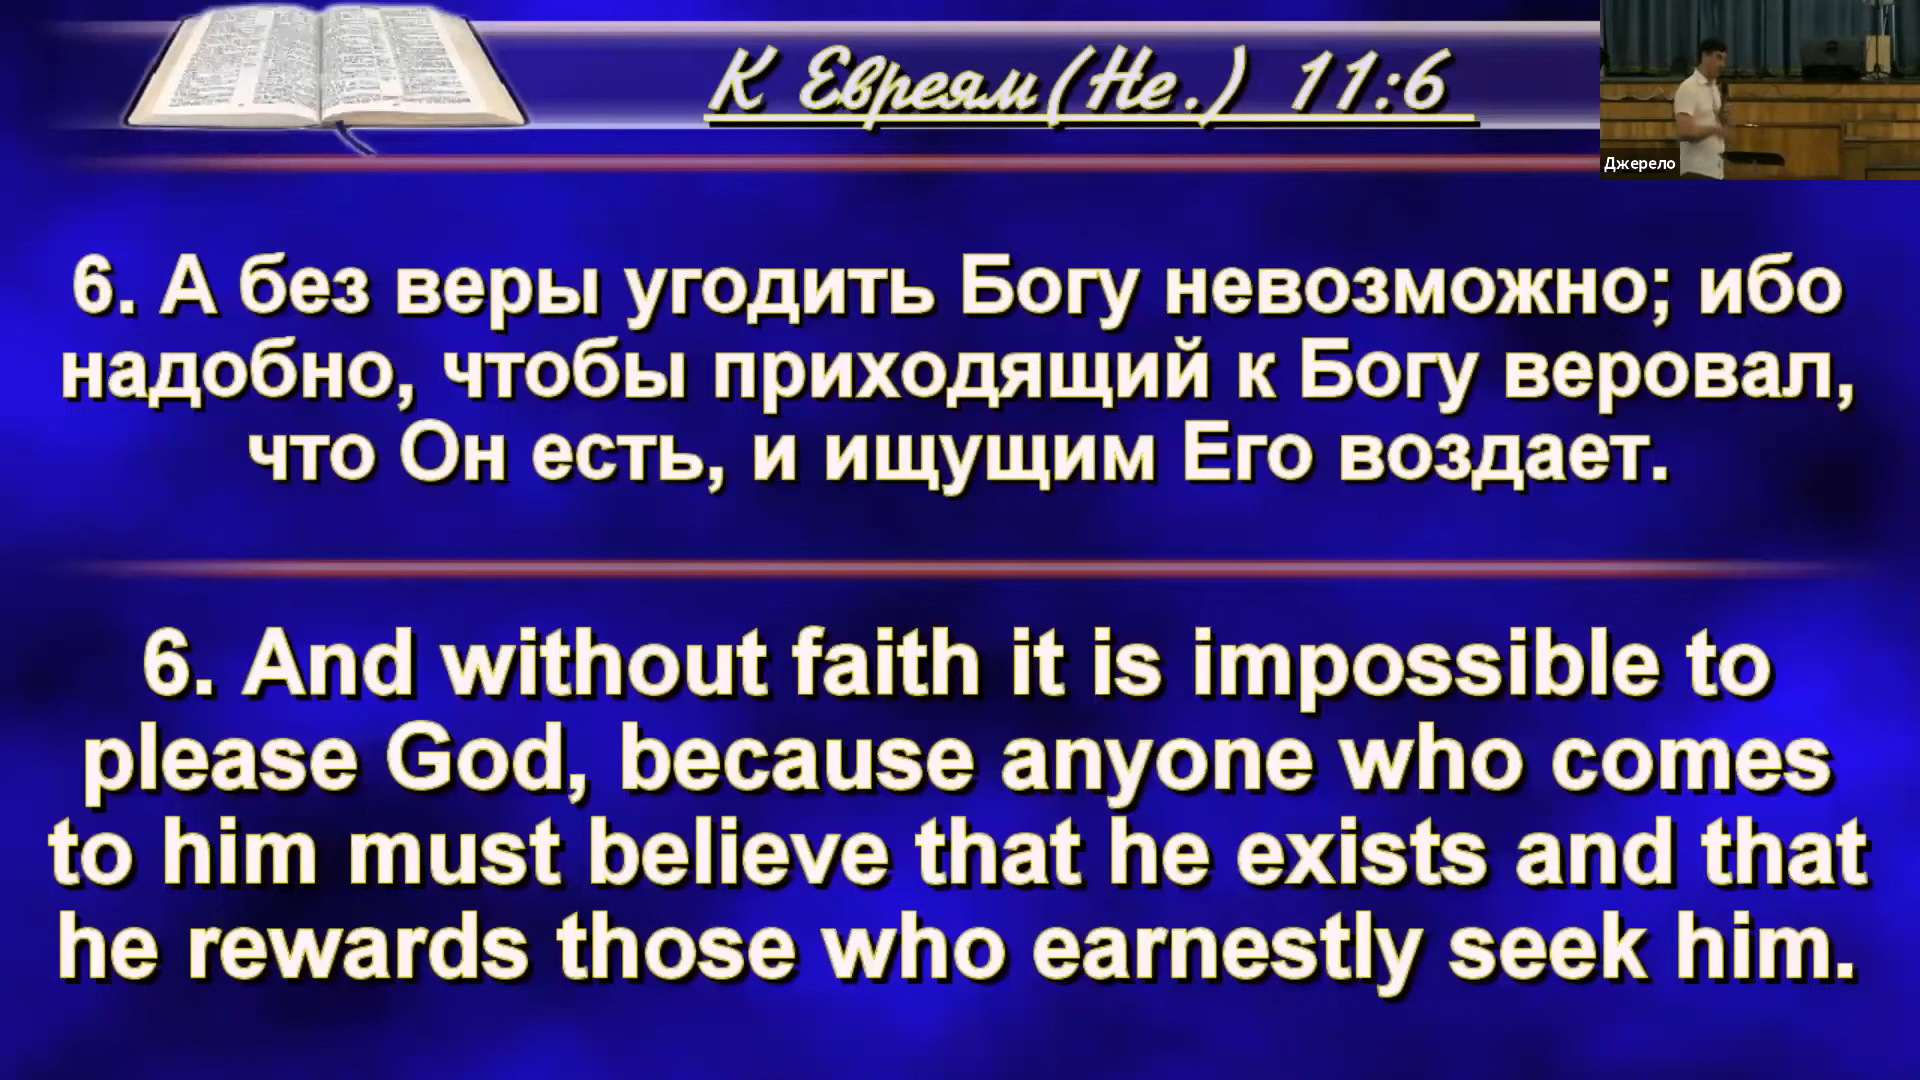 К Евреям(Не.) 11:6
Джерело
6. А без веры угодить Богу невозможно; ибо
надобно, чтобы приходящий к Богу веровал,
что Он есть, и ищущим Его воздает.
6. And without faith it is impossible to
please God, because anyone who comes
to him must believe that he exists and that
he rewards those who earnestly seek him.